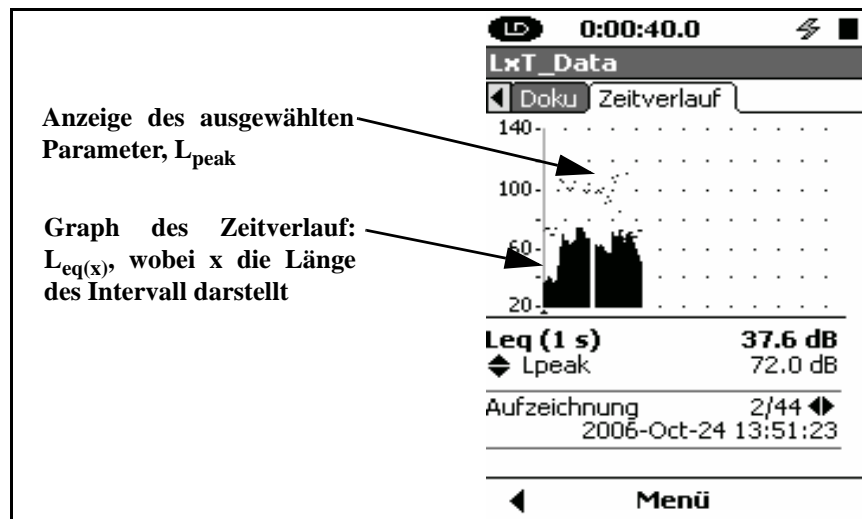 Anzeige des ausgewählten
Parameter, Lpeak
Graph des Zeitverlauf:
Leq(x), wobei x die Länge
des Intervall darstellt
LD 0:00:40.0
LxT_Data
Doku Zeitverlauf
140
100
60
20
Leq (1 s) 37.6 dB
Lpeak 72.0 dB
Aufzeichnung 2/44
2006-Oct-24 13:51:23
Menü